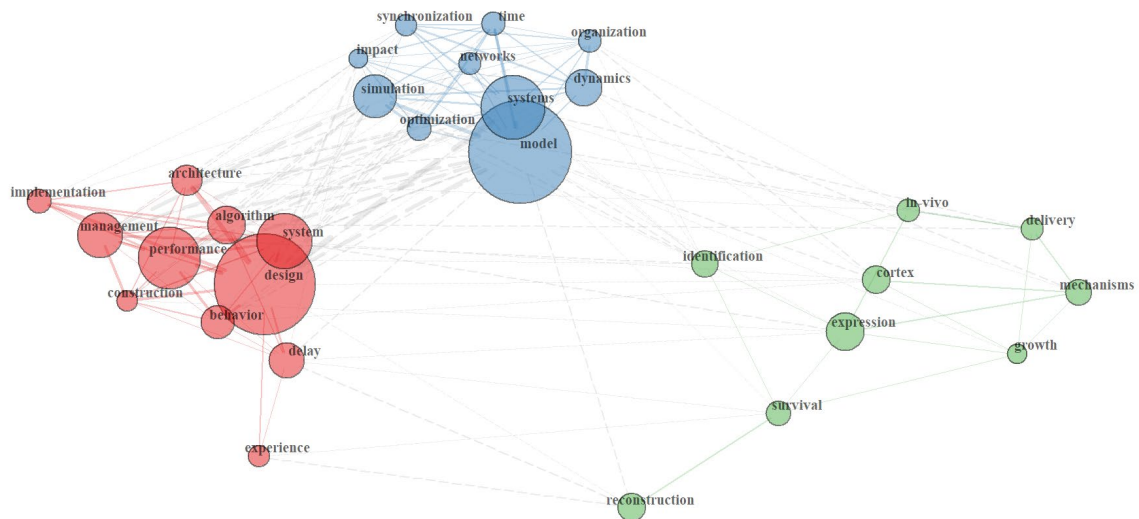 synchronization
time
organization
impact
networks
dynamics
simulation
systems
optimization
model
architecture
implementation
algorithm
management
system
performance
design
construction
behavior
delay
experience
in-vivo
delivery
identification
cortex
mechanisms
expression
growth
survival
reconstruction